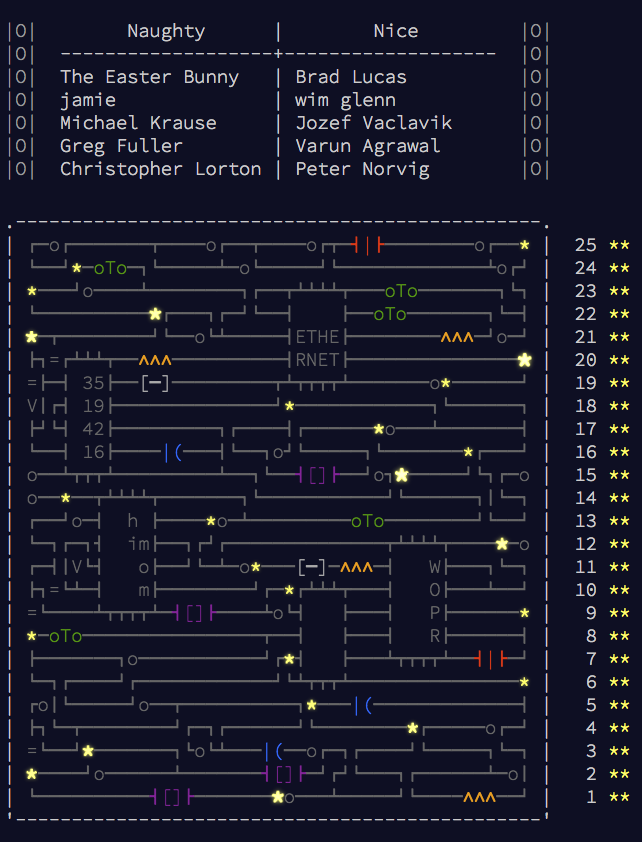 Naughty | Nice
The Easter Bunny | Brad Lucas
jamie | wim glenn
Michael Krause | Jozef Vaclavik
Greg Fuller | Varun Agrawal
Christopher Lorton | Peter Norvig
25 **
oTo 24 **
oTo 23 **
oTo 22 **
ETHE ^^^ 21 **
= ^^^ RNET 20 **
= 35 [−] 19 **
V 19 18 **
42 17 **
16 |( 16 **
[] 15 **
14 **
h oTo 13 **
im 12 **
V o [−] ^^^ W 11 **
= m O 10 **
= [] P 9 **
oTo R 8 **
7 **
6 **
|( 5 **
4 **
= |( 3 **
[] 2 **
[] ^^^ 1 **